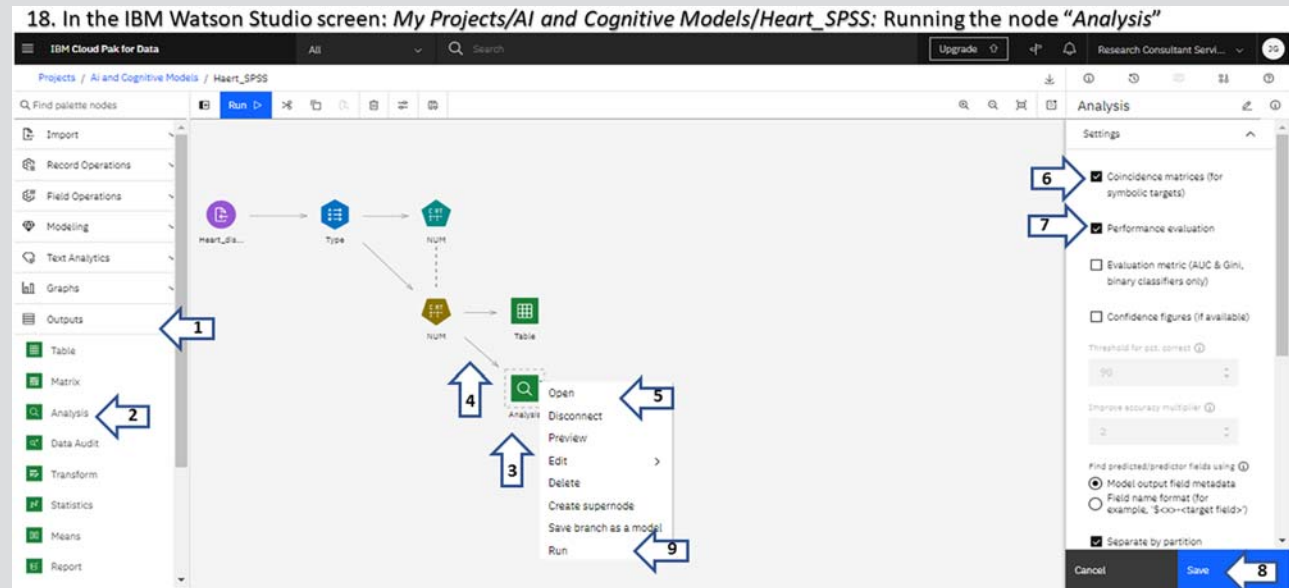 18. In the IBM Watson Studio screen: My Projects/AI and Cognitive Models/Heart_SPSS: Running the node “Analysis”
IBM Cloud Pak for Data
All
Search
Upgrade
Research Consultant Servi...
JG
Projects / Ai and Cognitive Models / Haert_SPSS
Find palette nodes
Run
Analysis
Import
Record Operations
Field Operations
Modeling
Text Analytics
Graphs
Outputs
1
Table
Matrix
Analysis
2
Data Audit
Transform
Statistics
Means
Report
Heart_dis...
Type
NUM
NUM
Table
4
Analysis
3
Open
5
Disconnect
Preview
Edit
Delete
Create supernode
Save branch as a model
Run
9
Settings
6
Coincidence matrices (for
symbolic targets)
7
Performance evaluation
Evaluation metric (AUC & Gini,
binary classifiers only)
Confidence figures (if available)
Threshold for pct. correct
90
Improve accuracy multiplier
2
Find predicted/predictor fields using
Model output field metadata
Field name format (for
example, '$<x>-<target field>')
Separate by partition
Cancel
Save
8